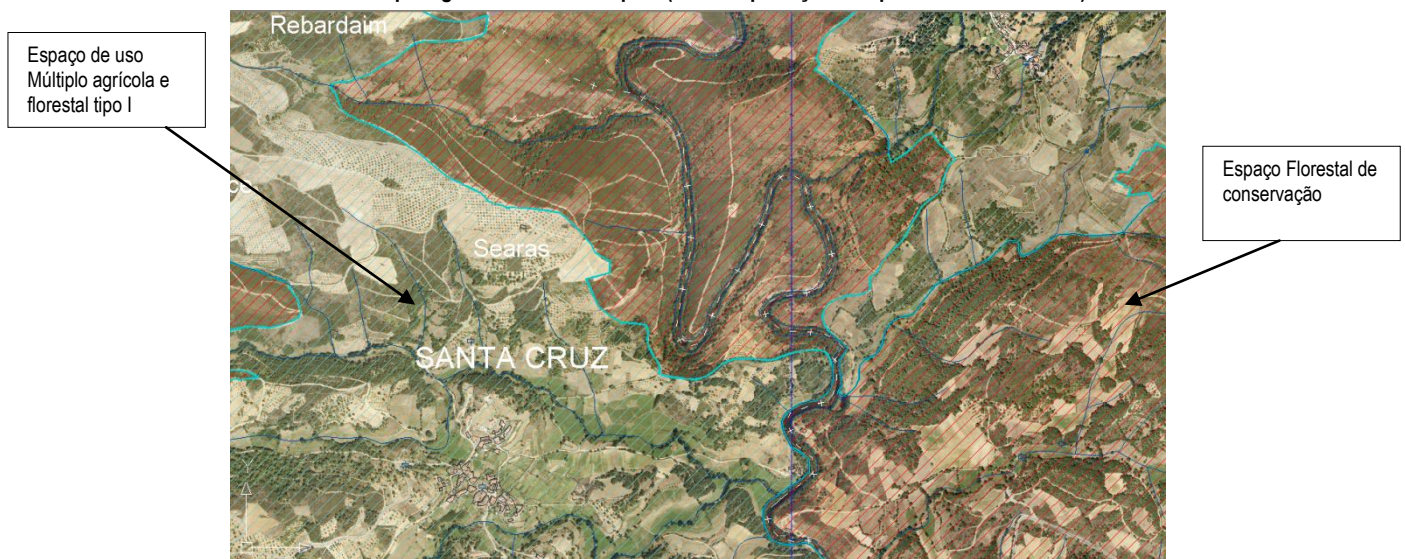 Rebardaim
Espaço de uso
Múltiplo agrícola e
florestal tipo I
Espaço Florestal de
conservação
Searas
SANTA CRUZ